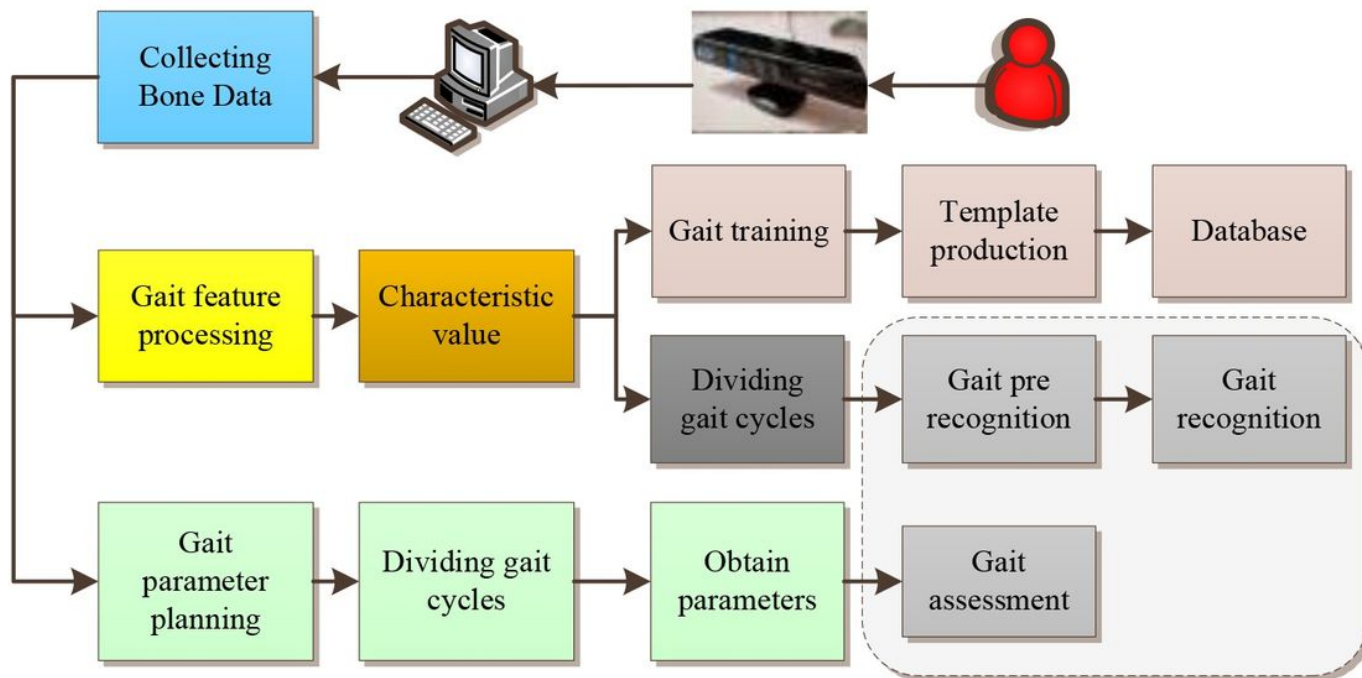 Collecting
Bone Data
Gait training
Template
production
Database
Gait feature
processing
Characteristic
value
Dividing
gait cycles
Gait pre
recognition
Gait
recognition
Gait
parameter
planning
Dividing gait
cycles
Obtain
parameters
Gait
assessment